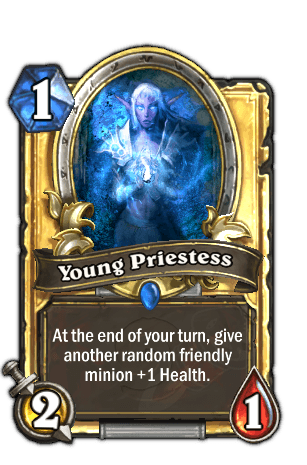 1
Young Priestess
At the end of your turn, give
another random friendly
minion +1 Health.
2
1